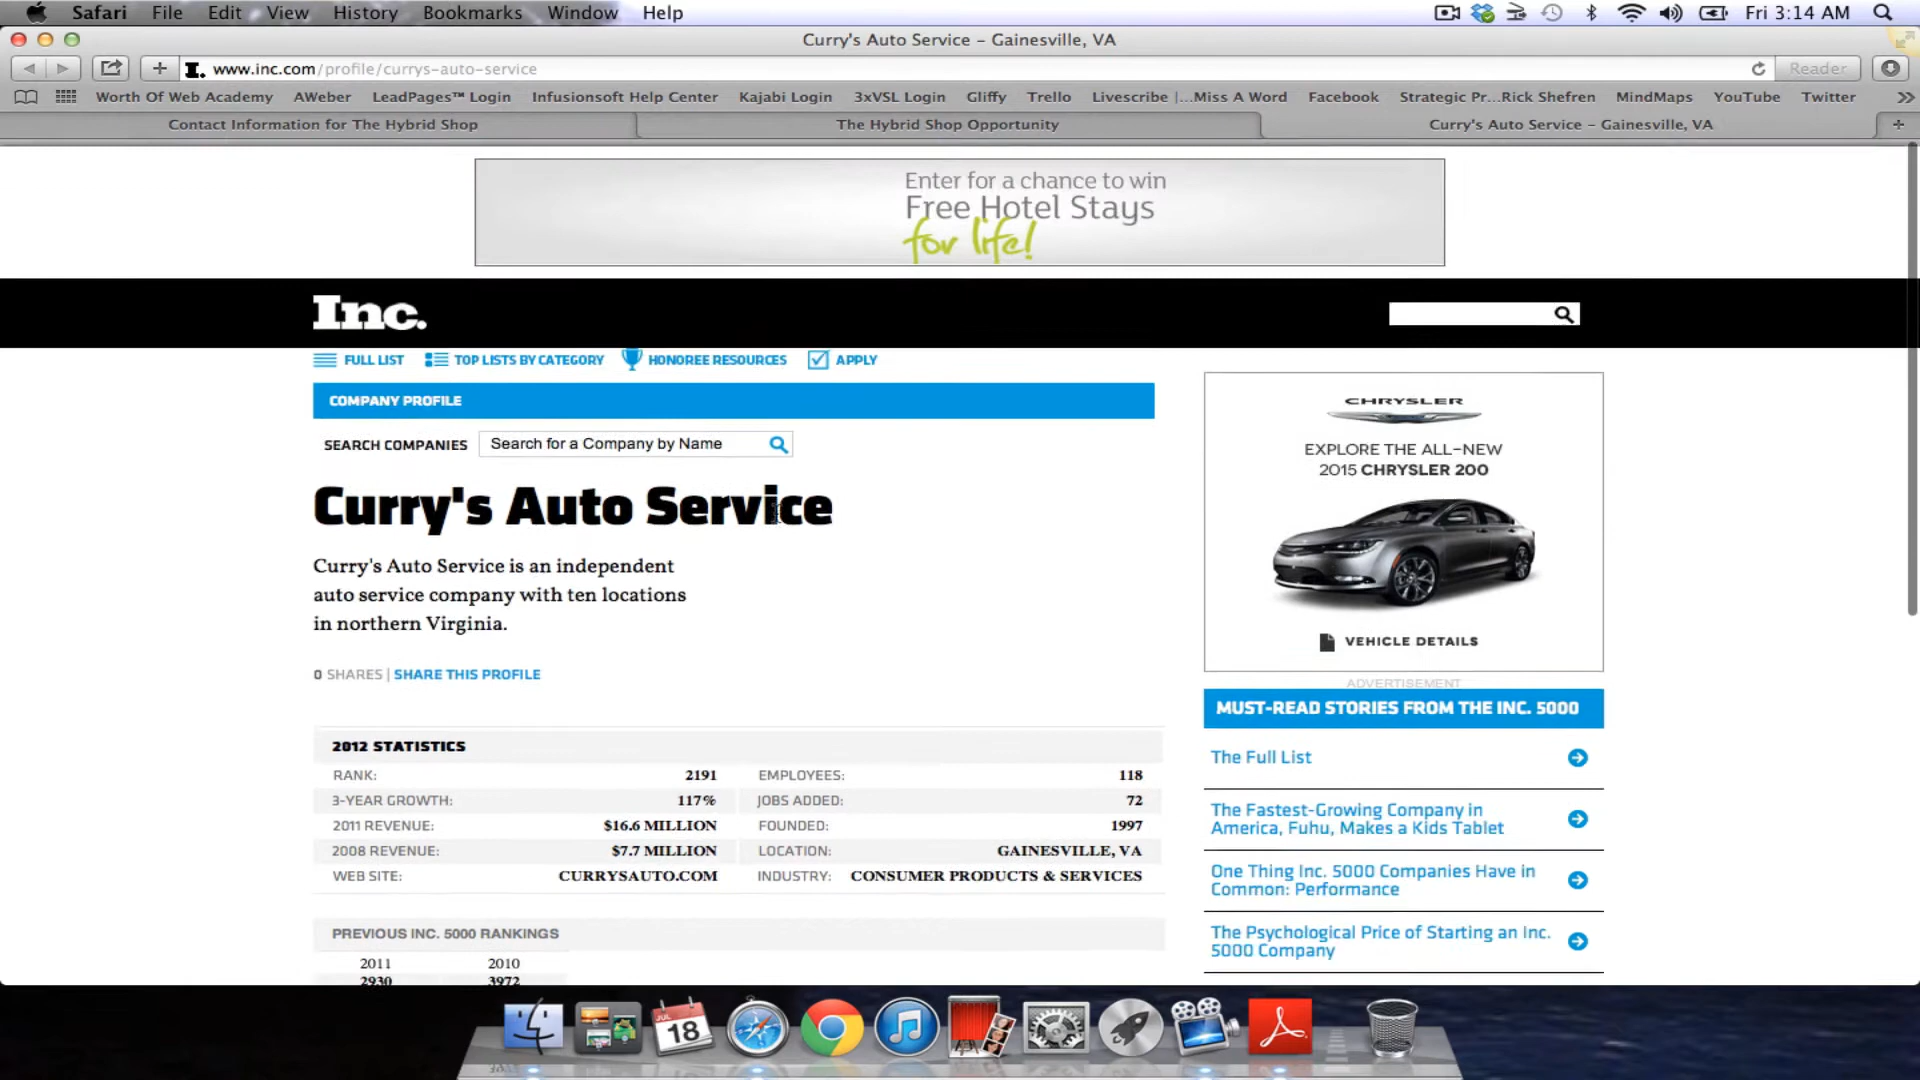 Safari File Edit View History Bookmarks Window Help Fri 3:14 AM
Curry's Auto Service – Gainesville, VA
www.inc.com/profile/currys-auto-service Reader
Worth Of Web Academy AWeber LeadPages™ Login Infusionsoft Help Center Kajabi Login 3xVSL Login Gliffy Trello Livescribe |...Miss A Word Facebook Strategic Pr...Rick Shefren MindMaps YouTube Twitter
Contact Information for The Hybrid Shop The Hybrid Shop Opportunity Curry's Auto Service – Gainesville, VA
Enter for a chance to win
Free Hotel Stays
for life!
Inc.
FULL LIST TOP LISTS BY CATEGORY HONOREE RESOURCES APPLY
COMPANY PROFILE
SEARCH COMPANIES Search for a Company by Name
Curry's Auto Service
Curry's Auto Service is an independent
auto service company with ten locations
in northern Virginia.
0 SHARES | SHARE THIS PROFILE
2012 STATISTICS
RANK: 2191 EMPLOYEES: 118
3-YEAR GROWTH: 117% JOBS ADDED: 72
2011 REVENUE: $16.6 MILLION FOUNDED: 1997
2008 REVENUE: $7.7 MILLION LOCATION: GAINESVILLE, VA
WEB SITE: CURRYSAUTO.COM INDUSTRY: CONSUMER PRODUCTS & SERVICES
PREVIOUS INC. 5000 RANKINGS
2011 2010
2930 3972
CHRYSLER
EXPLORE THE ALL-NEW
2015 CHRYSLER 200
VEHICLE DETAILS
ADVERTISEMENT
MUST-READ STORIES FROM THE INC. 5000
The Full List
The Fastest-Growing Company in
America, Fuhu, Makes a Kids Tablet
One Thing Inc. 5000 Companies Have in
Common: Performance
The Psychological Price of Starting an Inc.
5000 Company
JUL
18